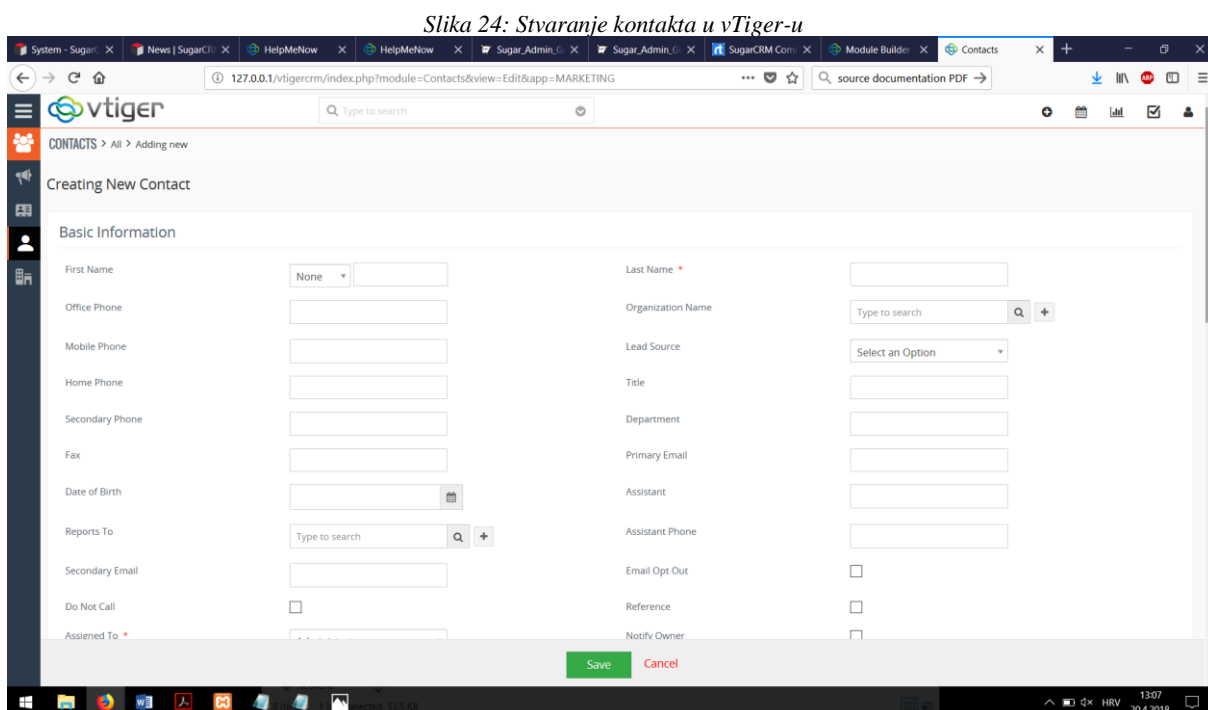 Slika 24: Stvaranje kontakta u vTiger-u
System - SugarC News | SugarCR HelpMeNow HelpMeNow Sugar_Admin_G Sugar_Admin_G SugarCRM Com Module Builder Contacts
127.0.0.1/vtigercrm/index.php?module=Contacts&view=Edit&app=MARKETING source documentation PDF
vtiger Type to search
CONTACTS > All > Adding new
Creating New Contact
Basic Information
First Name None Last Name *
Office Phone Organization Name Type to search
Mobile Phone Lead Source Select an Option
Home Phone Title
Secondary Phone Department
Fax Primary Email
Date of Birth Assistant
Reports To Type to search Assistant Phone
Secondary Email Email Opt Out
Do Not Call Reference
Assigned To * Notify Owner
Save Cancel
HRV 13:07
20.4.2018